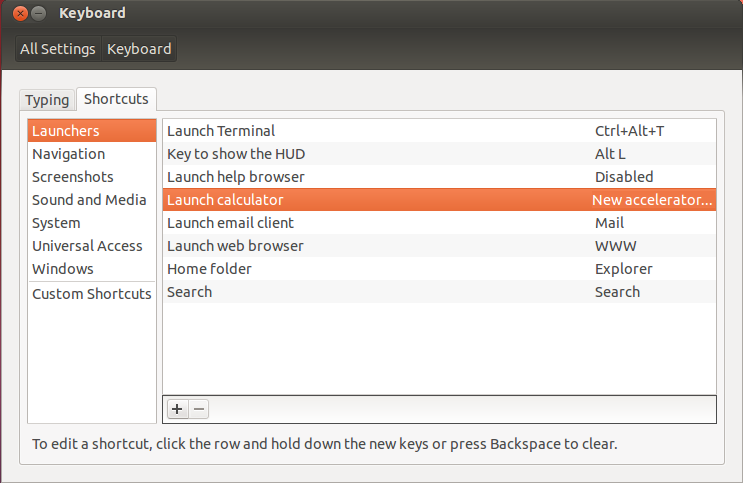 Keyboard
All Settings Keyboard
Typing Shortcuts
Launchers
Navigation
Screenshots
Sound and Media
System
Universal Access
Windows
Custom Shortcuts
Launch Terminal Ctrl+Alt+T
Key to show the HUD Alt L
Launch help browser Disabled
Launch calculator New accelerator...
Launch email client Mail
Launch web browser WWW
Home folder Explorer
Search Search
To edit a shortcut, click the row and hold down the new keys or press Backspace to clear.